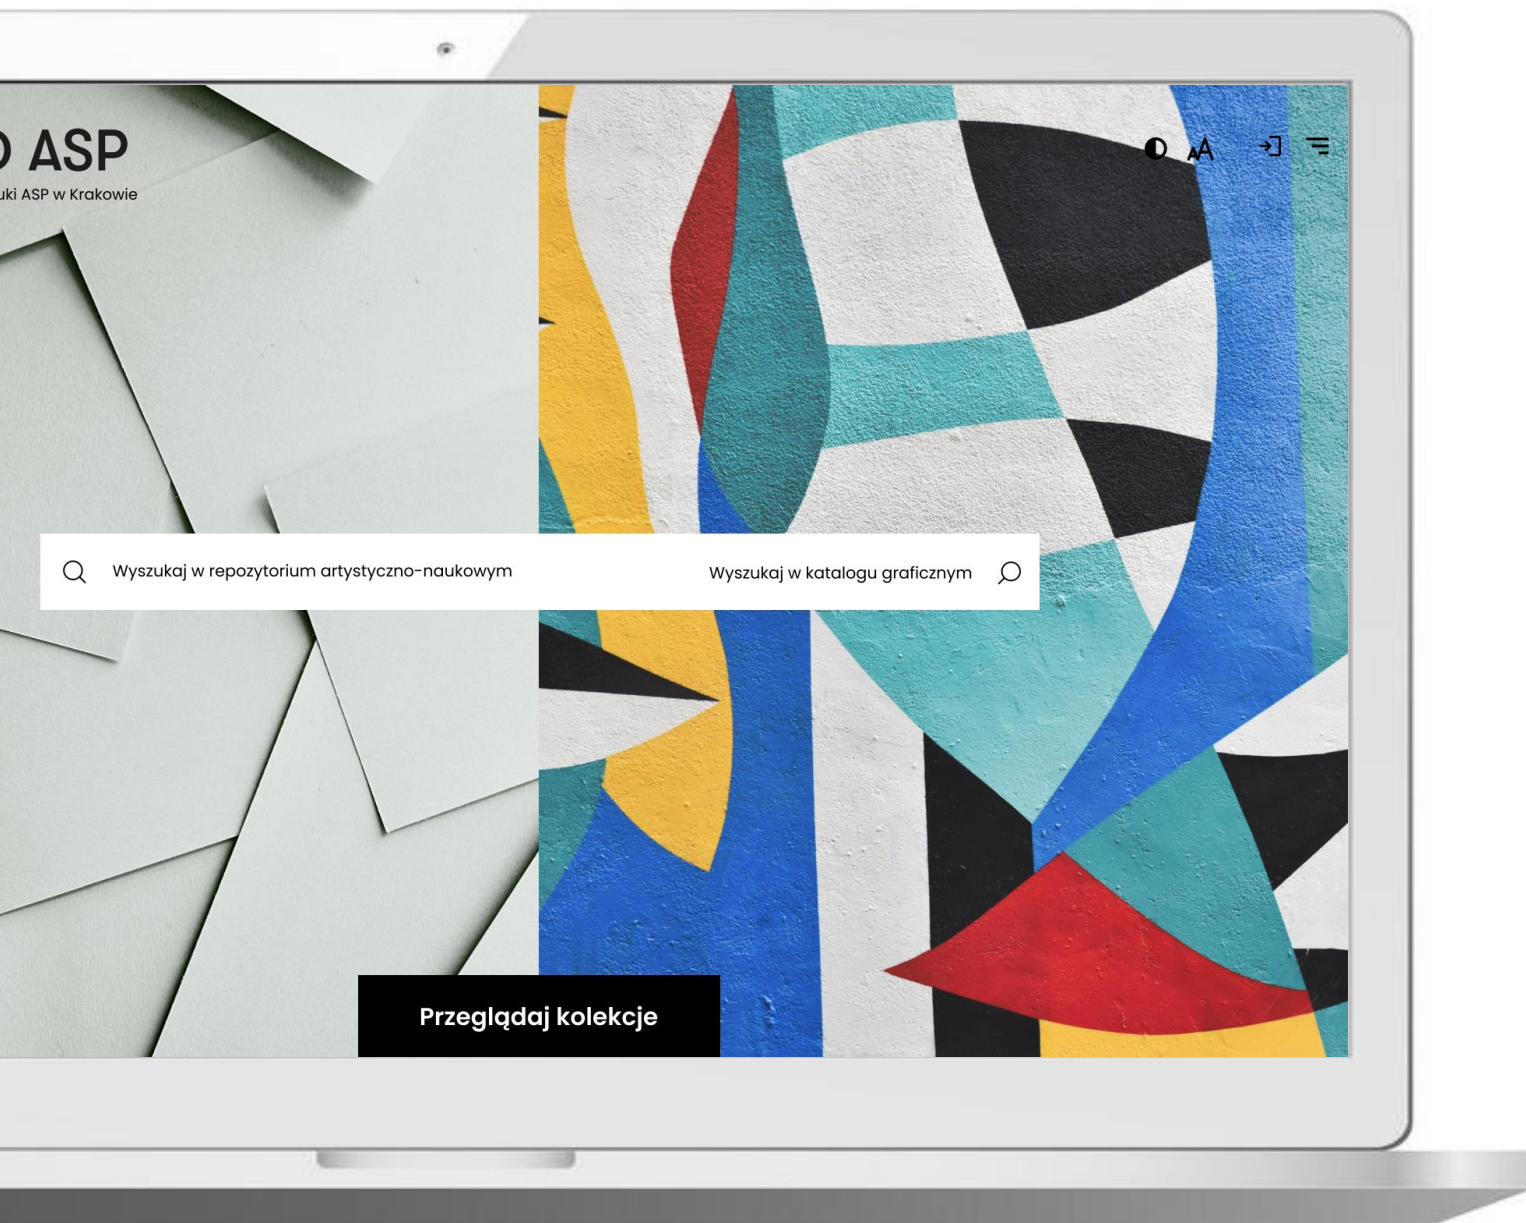 ASP
ASP w Krakowie
Wyszukaj w repozytorium artystyczno-naukowym
Wyszukaj w katalogu graficznym
Przeglądaj kolekcje